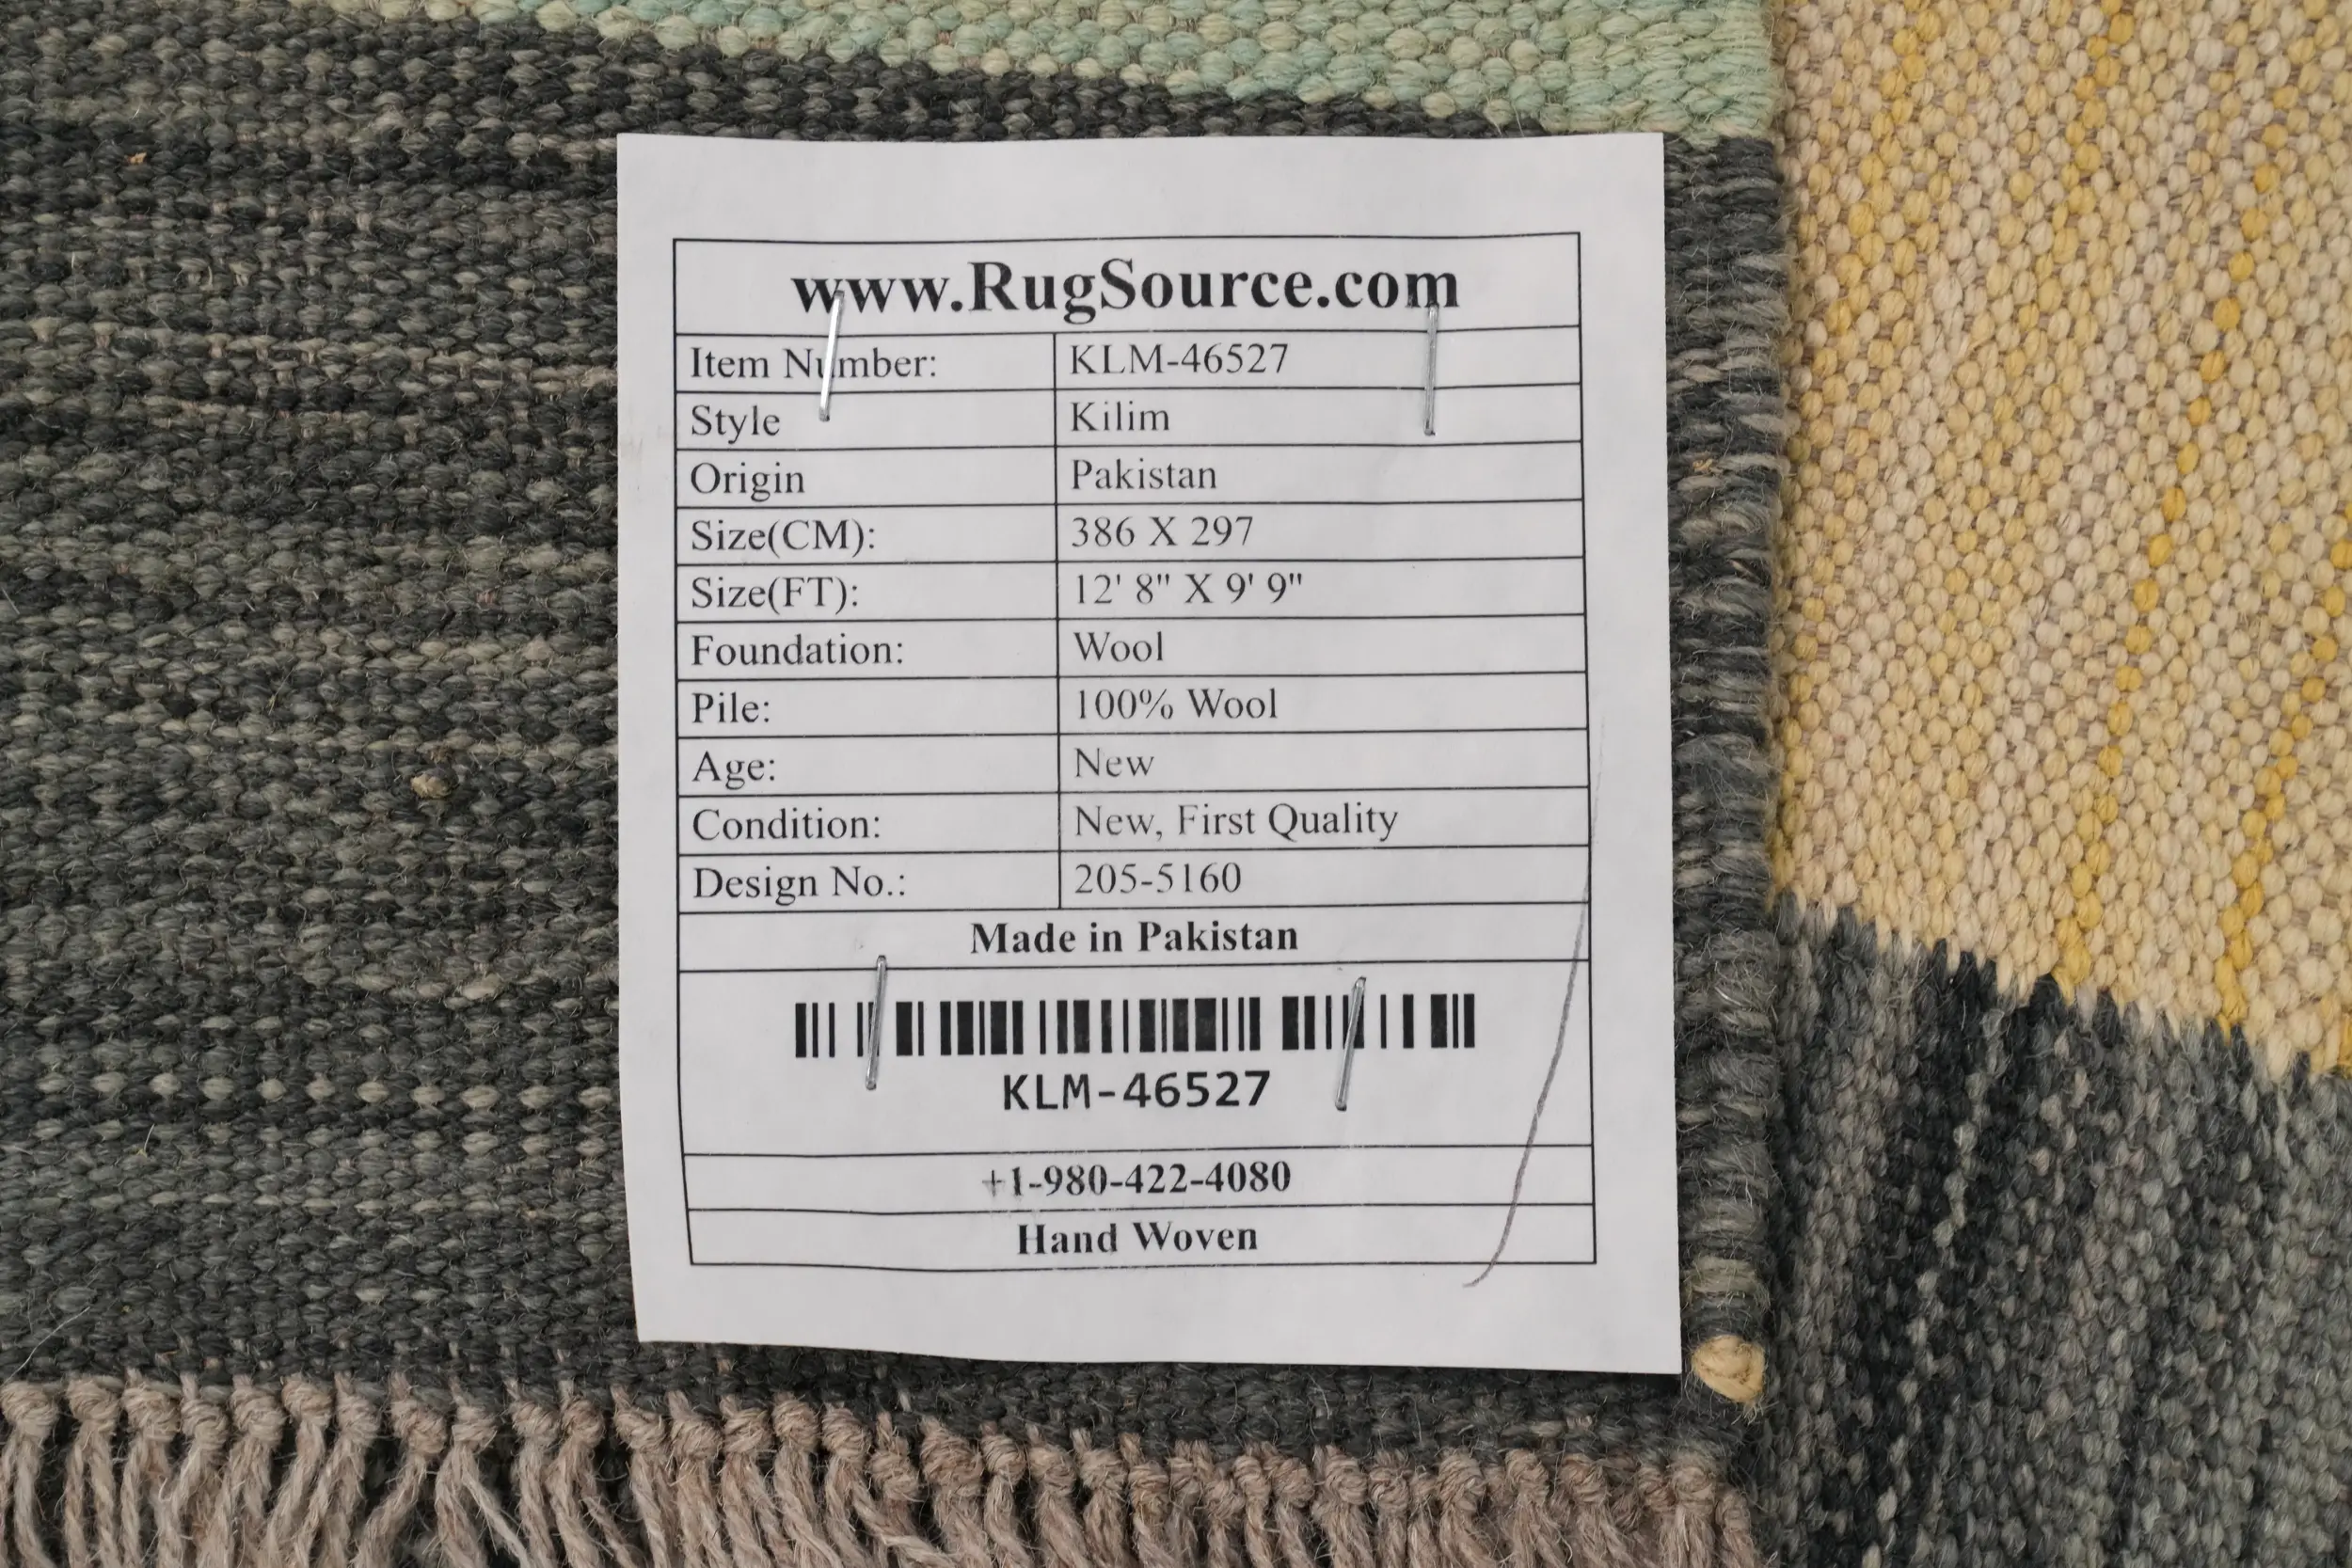 www.RugSource.com
Item Number: KLM-46527
Style Kilim
Origin Pakistan
Size(CM): 386 X 297
Size(FT): 12' 8" X 9' 9"
Foundation: Wool
Pile: 100% Wool
Age: New
Condition: New, First Quality
Design No.: 205-5160
Made in Pakistan
KLM-46527
+1-980-422-4080
Hand Woven